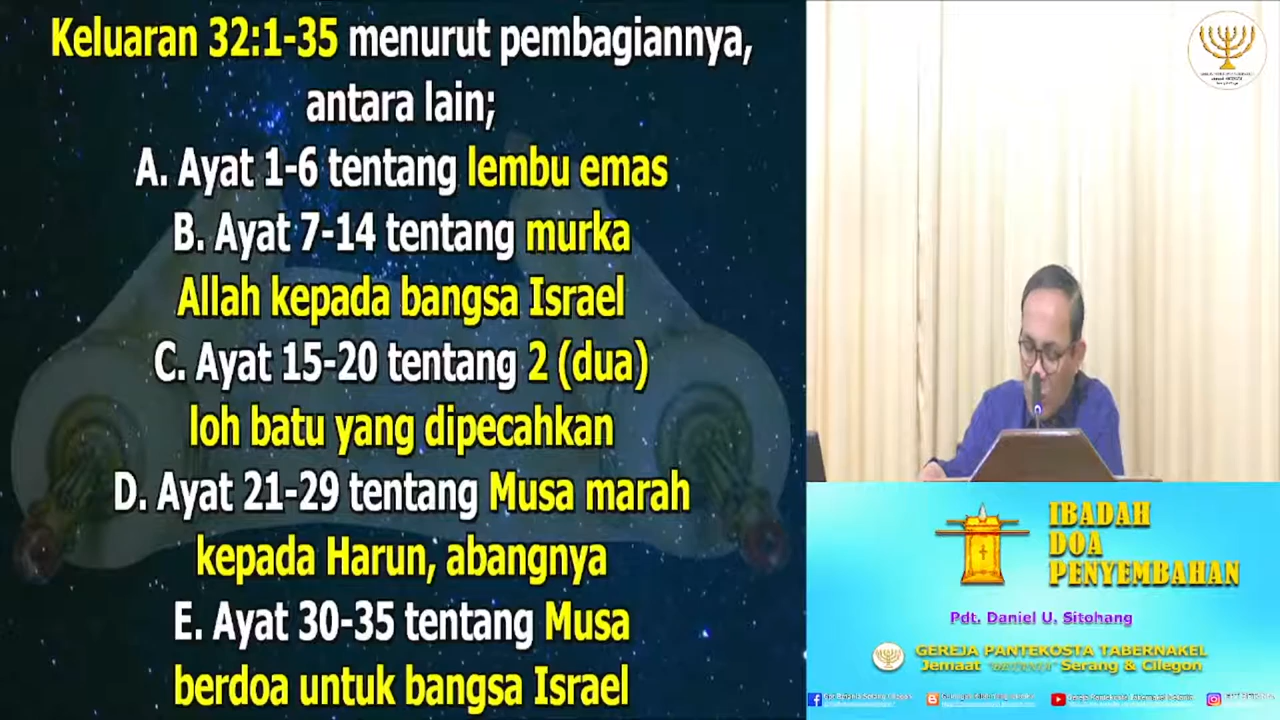 Keluaran 32:1-35 menurut pembagiannya,
antara lain;
A. Ayat 1-6 tentang lembu emas
B. Ayat 7-14 tentang murka
Allah kepada bangsa Israel
C. Ayat 15-20 tentang 2 (dua)
loh batu yang dipecahkan
D. Ayat 21-29 tentang Musa marah
kepada Harun, abangnya
E. Ayat 30-35 tentang Musa
berdoa untuk bangsa Israel
IBADAH
DOA
PENYEMBAHAN
Pdt. Daniel U. Sitohang
GEREJA PANTEKOSTA TABERNAKEL
Jemaat Serang & Cilegon